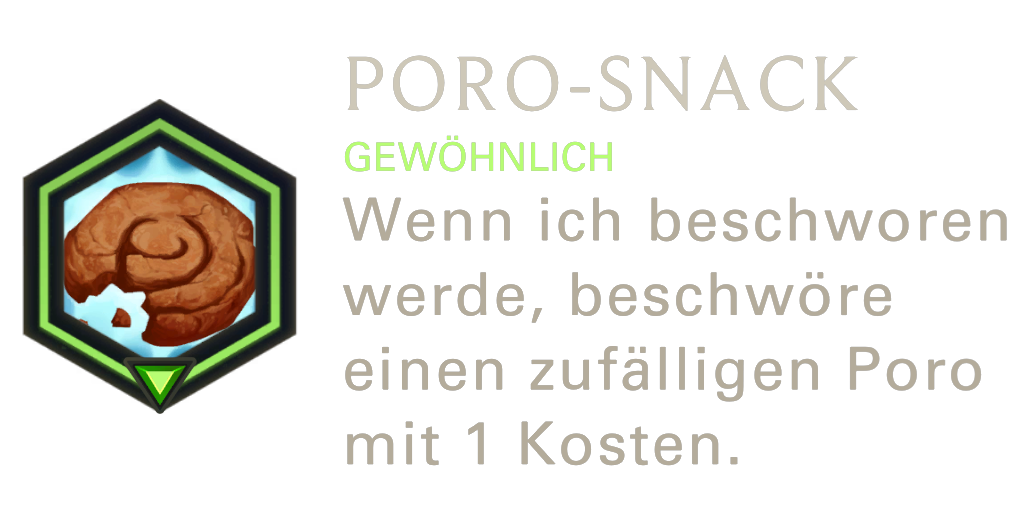 PORO-SNACK
GEWÖHNLICH
Wenn ich beschworen
werde, beschwöre
einen zufälligen Poro
mit 1 Kosten.